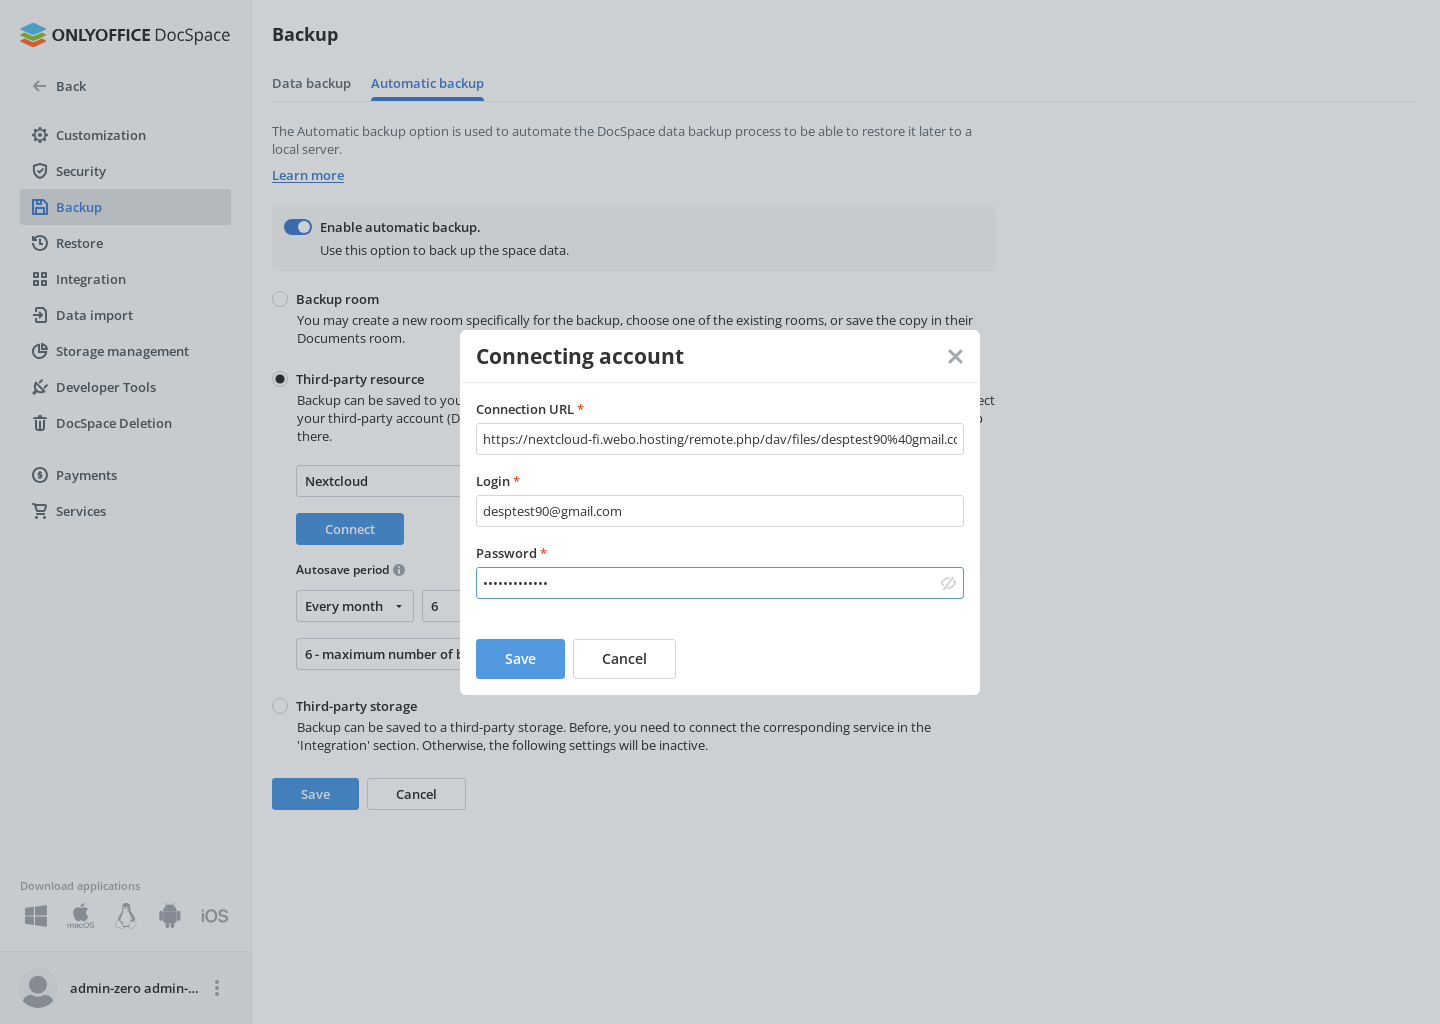 ONLYOFFICE DocSpace
Back
Customization
Security
Backup
Restore
Integration
Data import
Storage management
Developer Tools
DocSpace Deletion
Payments
Services
Download applications
macOS
iOS
admin-zero admin-...
Backup
Data backup
Automatic backup
The Automatic backup option is used to automate the DocSpace data backup process to be able to restore it later to a
local server.
Learn more
Enable automatic backup.
Use this option to back up the space data.
Backup room
You may create a new room specifically for the backup, choose one of the existing rooms, or save the copy in their
Documents room.
Third-party resource
Backup can be saved to
your third-party account
there.
Nextcloud
Connect
Autosave period
Every month
6
6 - maximum number of
Third-party storage
Backup can be saved to a third-party storage. Before, you need to connect the corresponding service in the
'Integration' section. Otherwise, the following settings will be inactive.
Save
Cancel
Connecting account
Connection URL *
https://nextcloud-fi.webo.hosting/remote.php/dav/files/desptest90%40gmail.co
Login *
desptest90@gmail.com
Password *
•••••••••••••
Save
Cancel